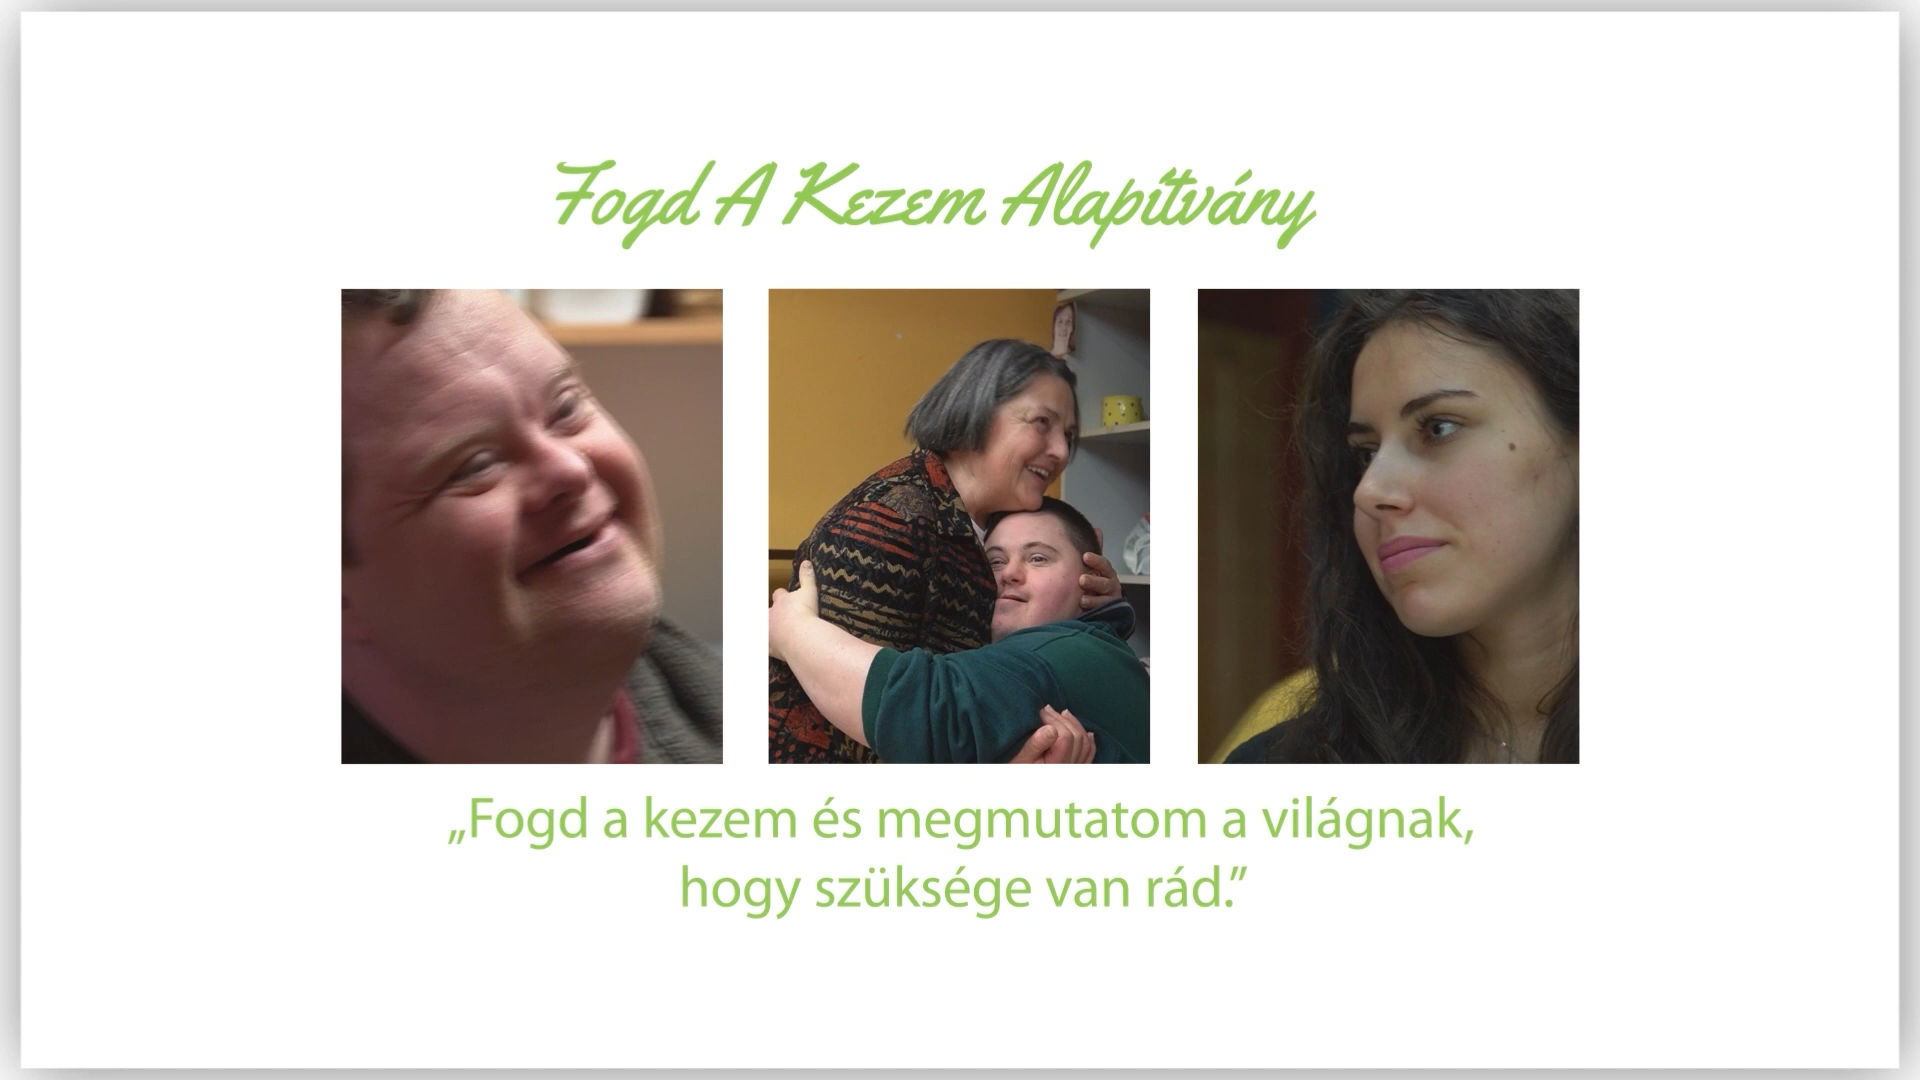 Fogd A Kezem Alapítvány
„Fogd a kezem és megmutatom a világnak,
hogy szüksége van rád.”